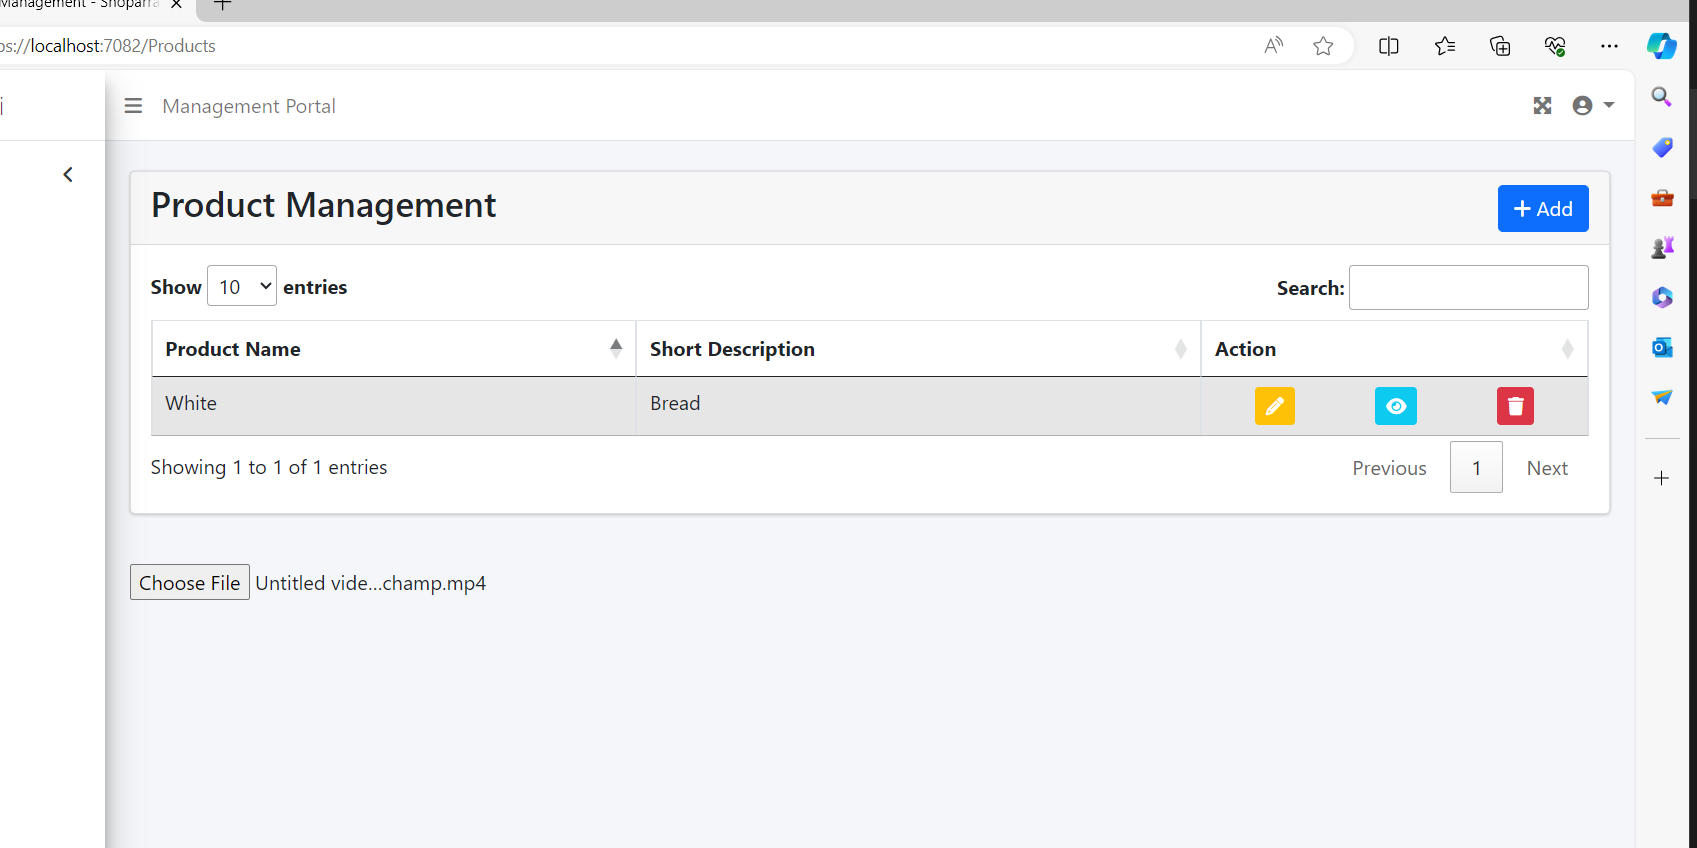 Management - Shoparra
ps://localhost:7082/Products
Management Portal
Product Management
+ Add
Show 10 entries
Search:
Product Name Short Description Action
White Bread
Showing 1 to 1 of 1 entries
Previous 1 Next
Choose File Untitled vide...champ.mp4